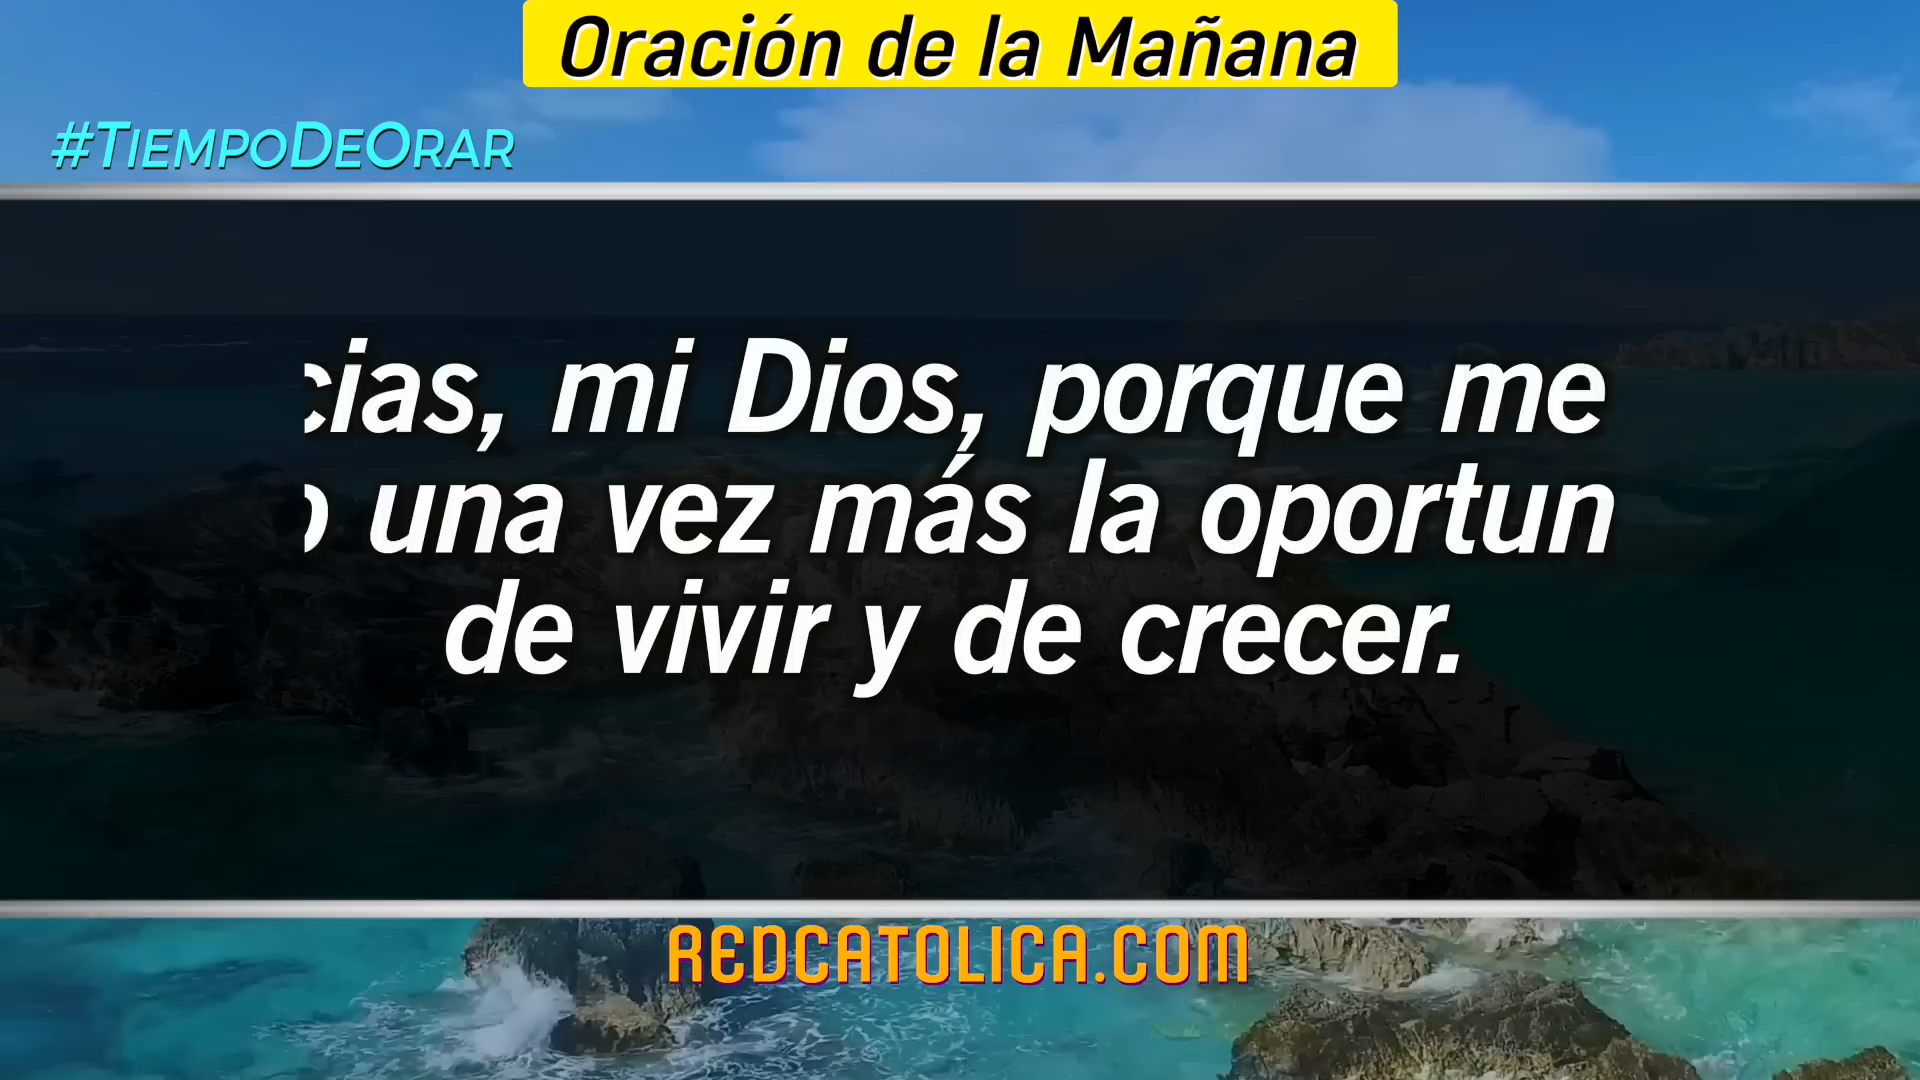 Oración de la Mañana
#TiempoDeOrar
cias, mi Dios, porque me
una vez más la oportun
de vivir y de crecer.
REDCATOLICA.COM